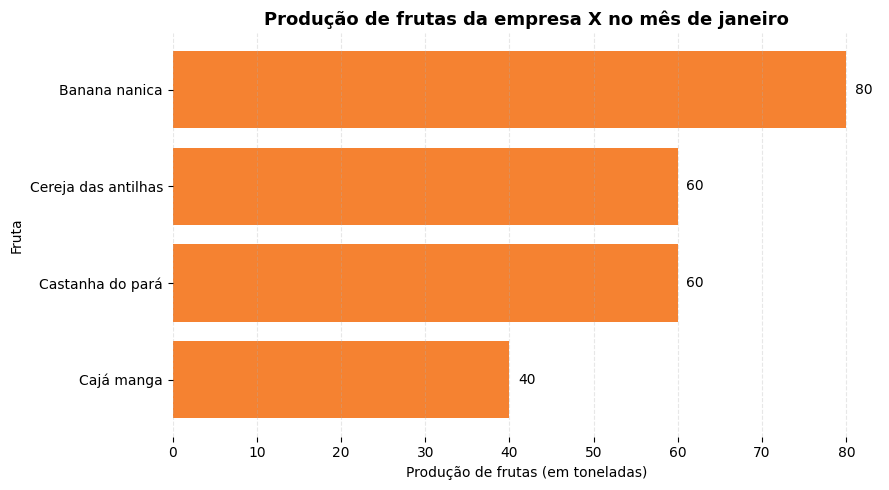 Produção de frutas da empresa X no mês de janeiro
Fruta
Banana nanica
80
Cereja das antilhas
60
Castanha do pará
60
Cajá manga
40
0 10 20 30 40 50 60 70 80
Produção de frutas (em toneladas)